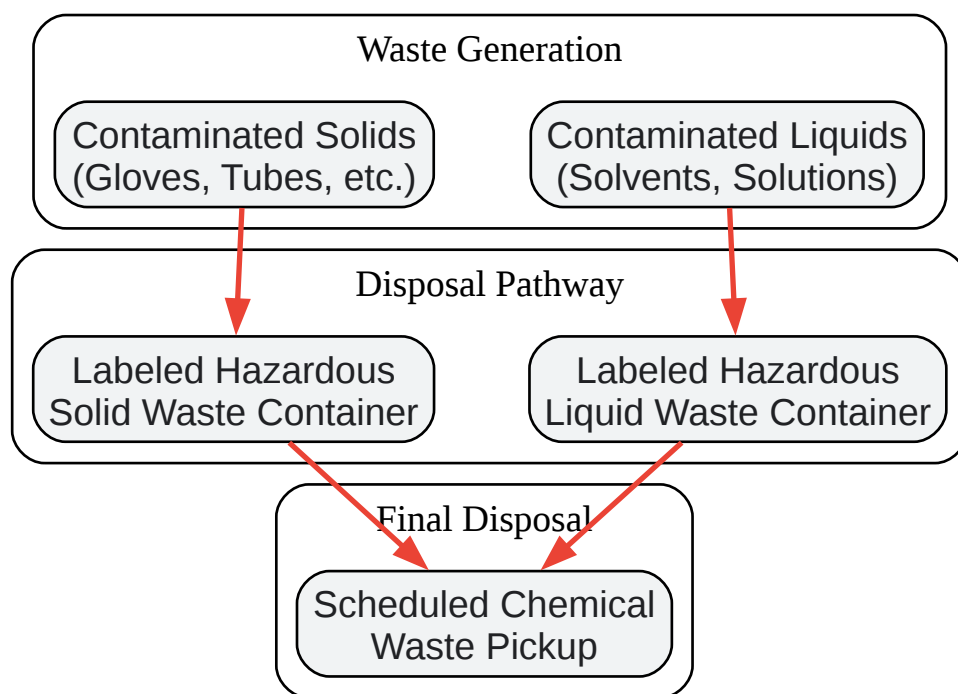 Waste Generation
Contaminated Solids
(Gloves, Tubes, etc.)
Contaminated Liquids
(Solvents, Solutions)
Disposal Pathway
Labeled Hazardous
Solid Waste Container
Labeled Hazardous
Liquid Waste Container
Final Disposal
Scheduled Chemical
Waste Pickup